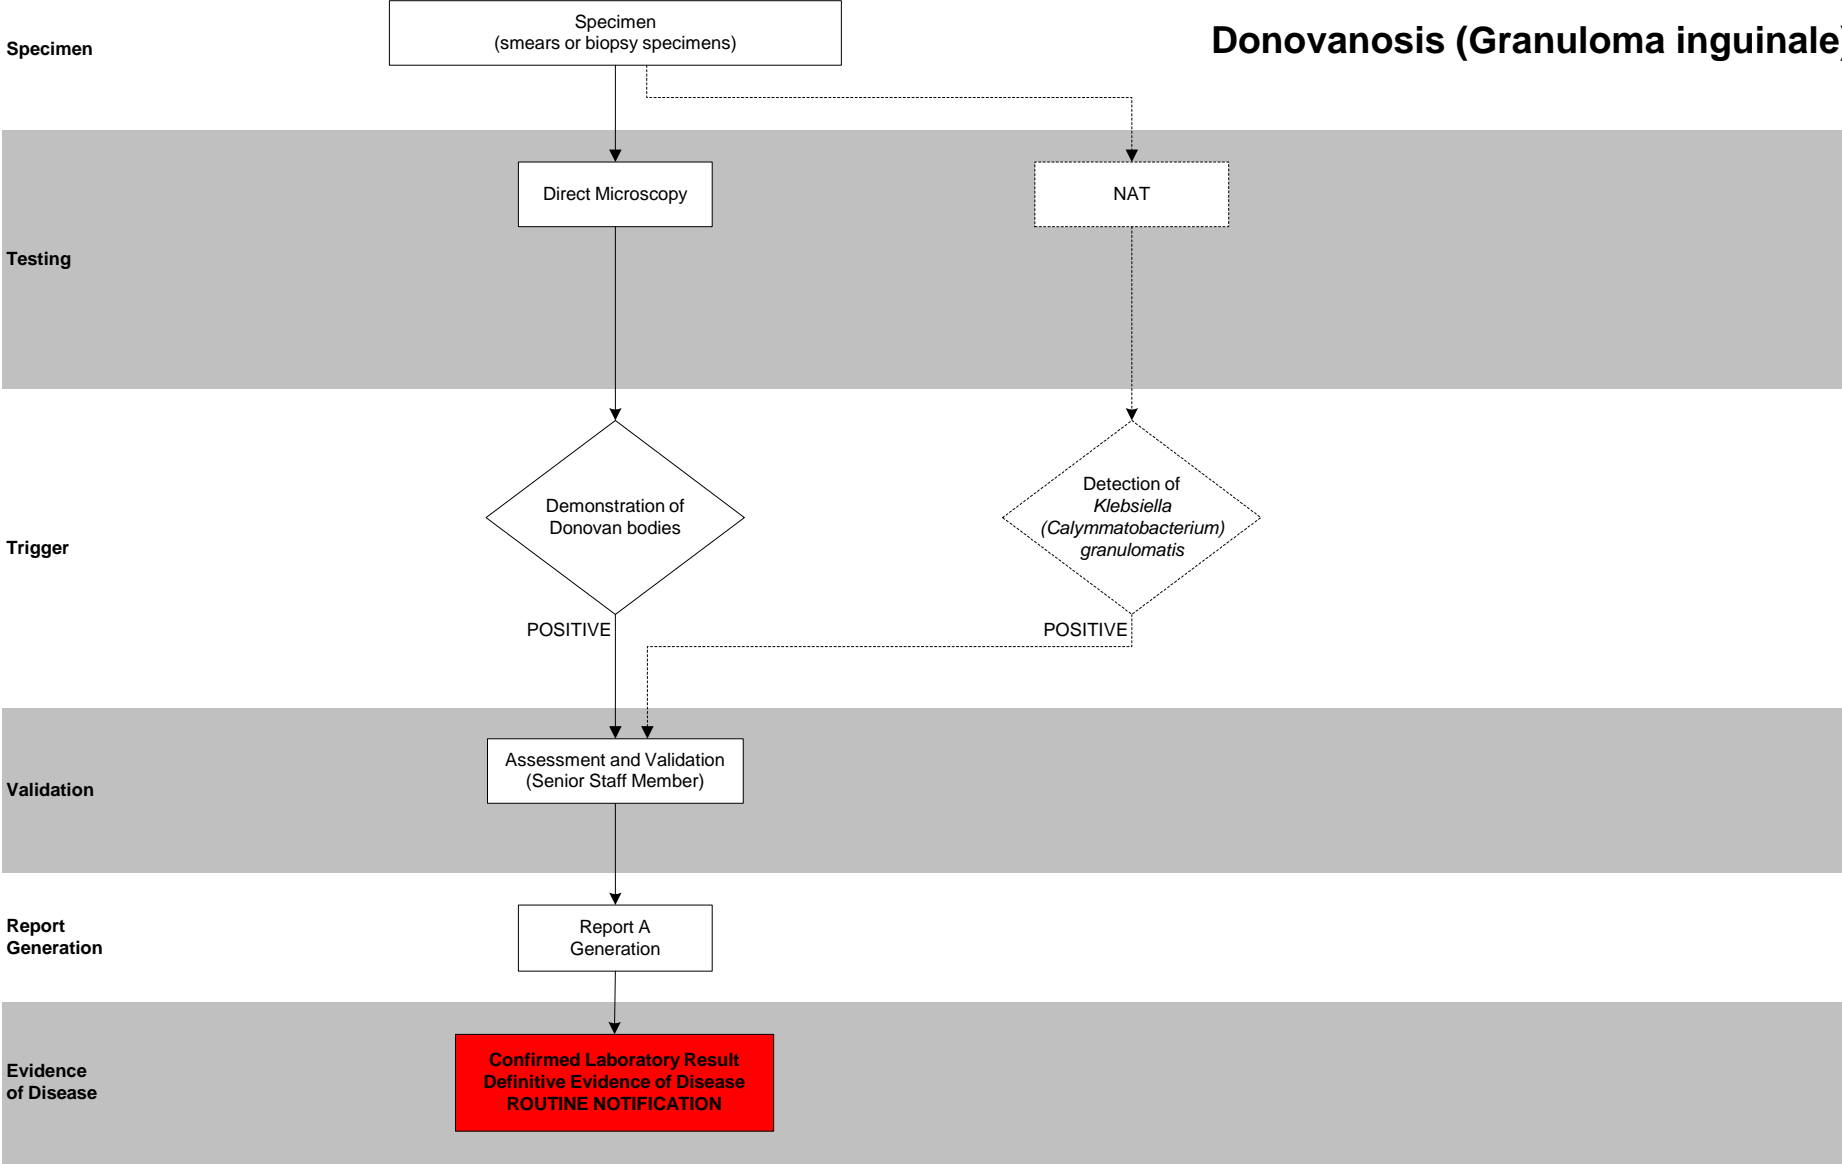 Donovanosis (Granuloma inguinale)
Specimen
Specimen
(smears or biopsy specimens)
Testing
Direct Microscopy
NAT
Trigger
Demonstration of
Donovan bodies
Detection of
Klebsiella
(Calymmatobacterium)
granulomatis
POSITIVE
POSITIVE
Validation
Assessment and Validation
(Senior Staff Member)
Report
Generation
Report A
Generation
Evidence
of Disease
Confirmed Laboratory Result
Definitive Evidence of Disease
ROUTINE NOTIFICATION